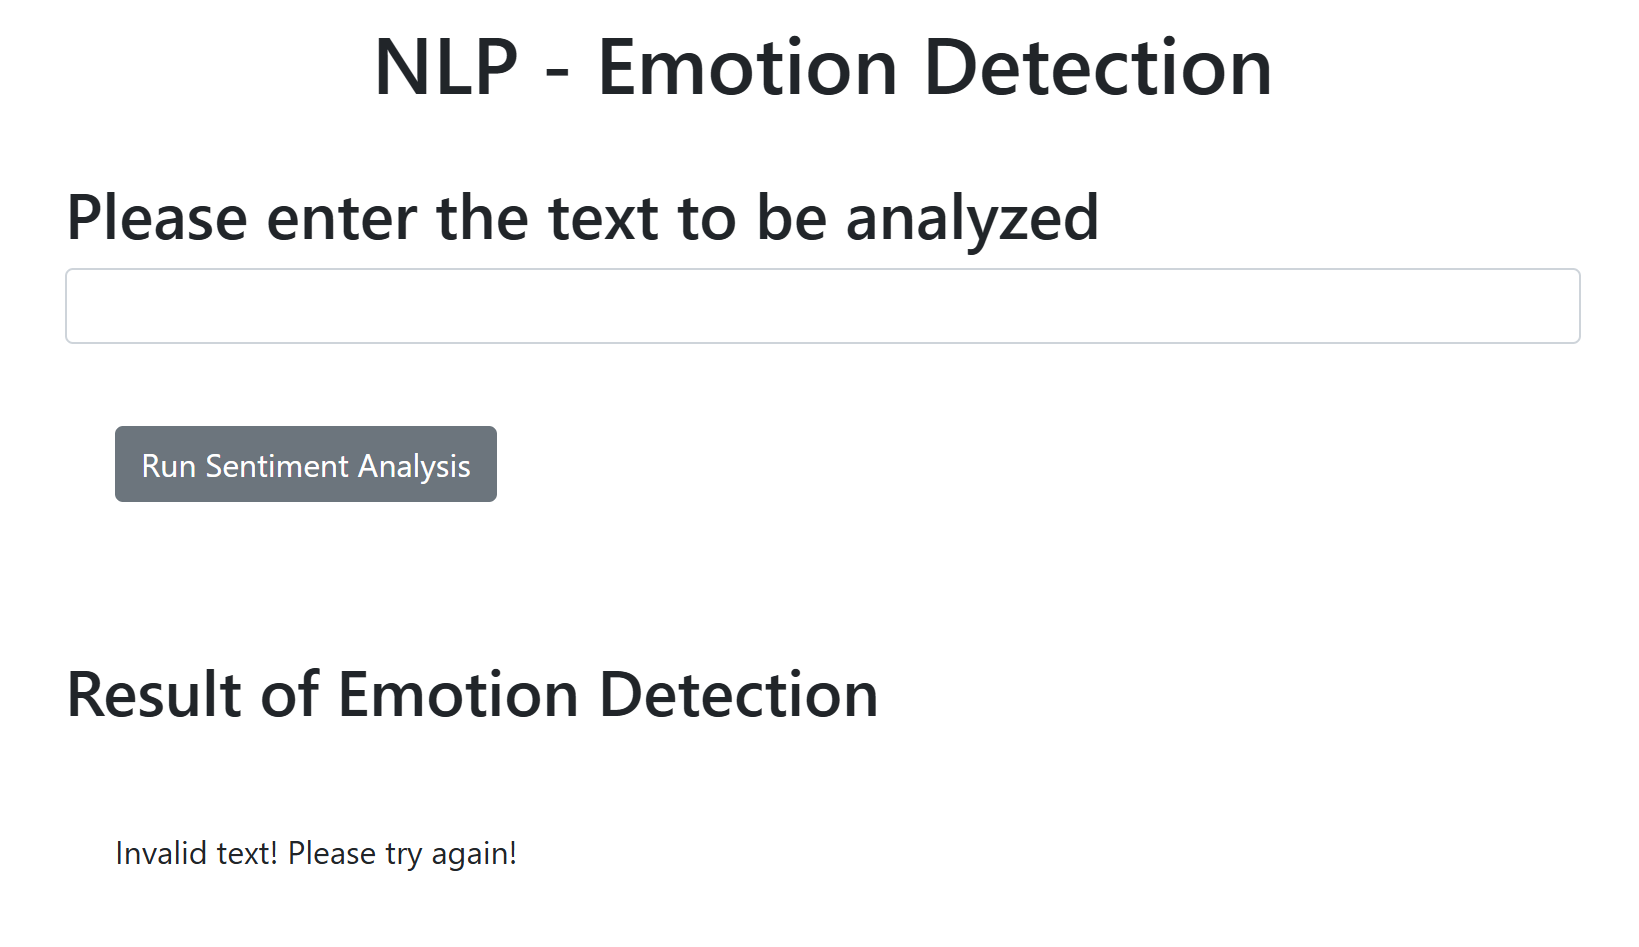 NLP - Emotion Detection
Please enter the text to be analyzed
Run Sentiment Analysis
Result of Emotion Detection
Invalid text! Please try again!